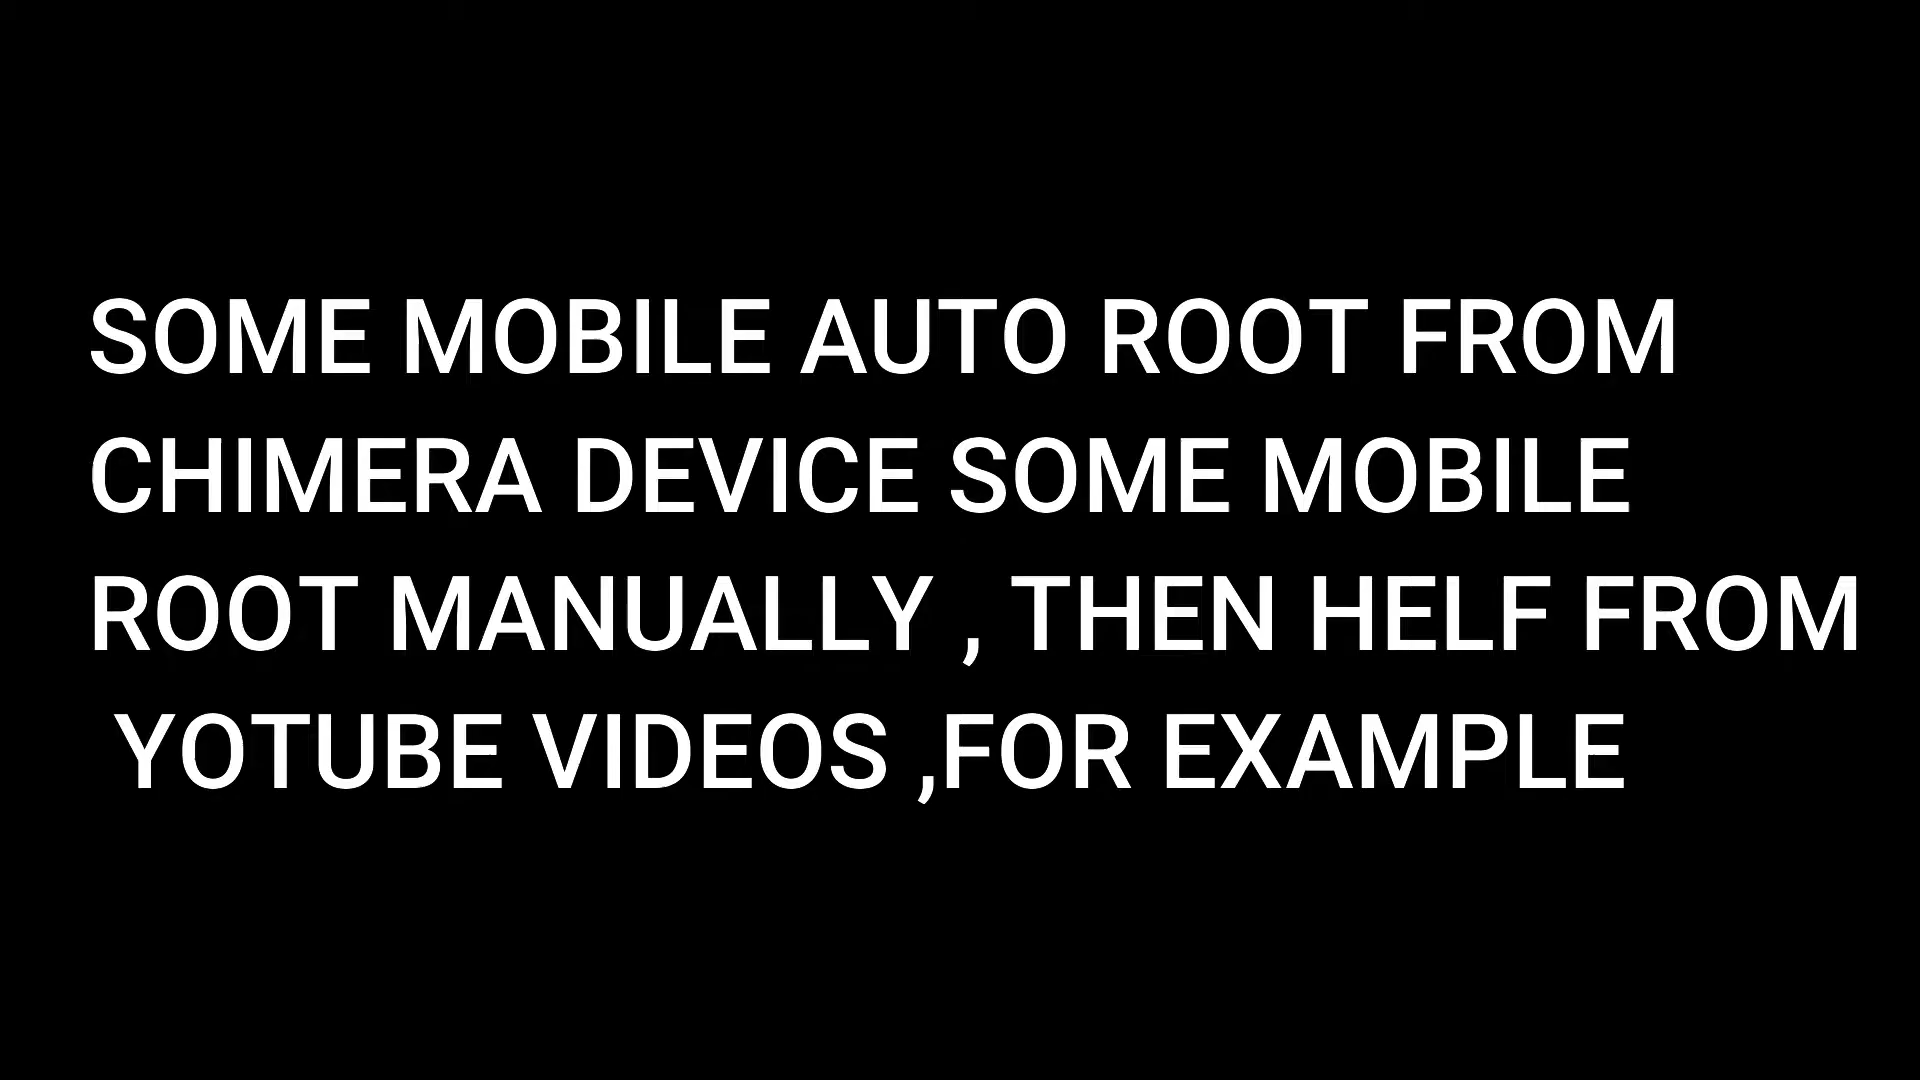 SOME MOBILE AUTO ROOT FROM
CHIMERA DEVICE SOME MOBILE
ROOT MANUALLY , THEN HELF FROM
YOTUBE VIDEOS ,FOR EXAMPLE